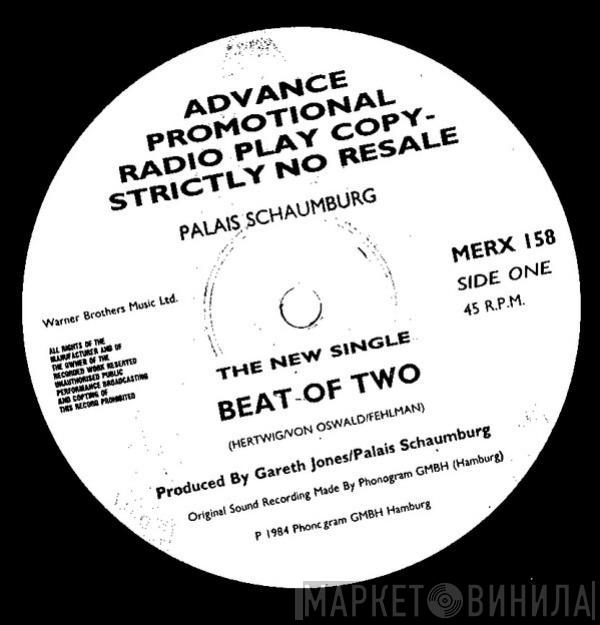 ADVANCE
PROMOTIONAL
RADIO PLAY COPY-
STRICTLY NO RESALE
PALAIS SCHAUMBURG
MERX 158
SIDE ONE
45 R.P.M.
Warner Brothers Music Ltd.
ALL RIGHTS OF THE
MANUFACTURER AND OF
THE OWNER OF THE
RECORDED WORK RESERVED
UNAUTHORISED PUBLIC
PERFORMANCE BROADCASTING
AND COPYING OF
THIS RECORD PROHIBITED
THE NEW SINGLE
BEAT OF TWO
(HERTWIG/VON OSWALD/FEHLMAN)
Produced By Gareth Jones/Palais Schaumburg
Original Sound Recording Made By Phonogram GMBH (Hamburg)
P 1984 Phonogram GMBH Hamburg
МАРКЕТ ВИНИЛА